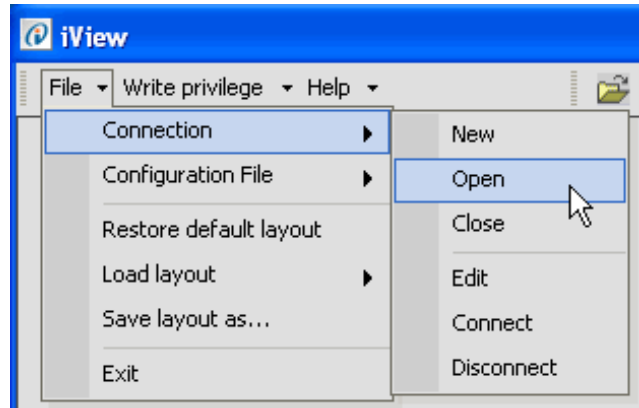 iView
File Write privilege Help
Connection
Configuration File
Restore default layout
Load layout
Save layout as...
Exit
New
Open
Close
Edit
Connect
Disconnect